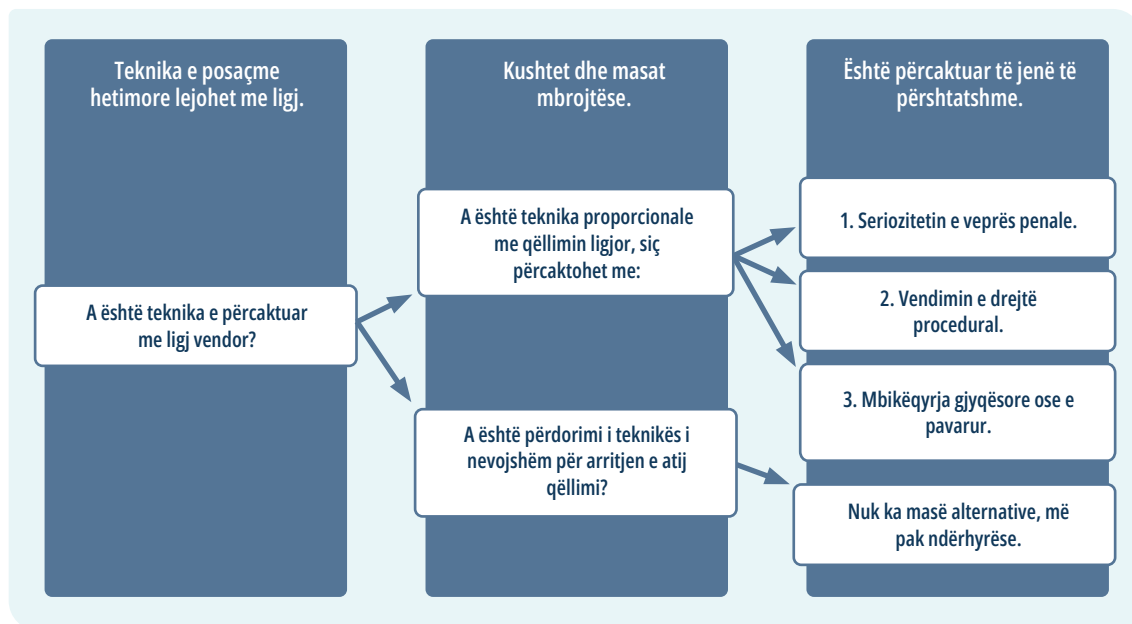 Teknika e posaçme
hetimore lejohet me ligj.
A është teknika e përcaktuar
me ligj vendor?
Kushtet dhe masat
mbrojtëse.
A është teknika proporcionale
me qëllimin ligjor, siç
përcaktohet me:
A është përdorimi i teknikës i
nevojshëm për arritjen e atij
qëllimi?
Është përcaktuar të jenë të
përshtatshme.
1. Seriozitetin e veprës penale.
2. Vendimin e drejtë
procedural.
3. Mbikëqyrja gjyqësore ose e
pavarur.
Nuk ka masë alternative, më
pak ndërhyrëse.